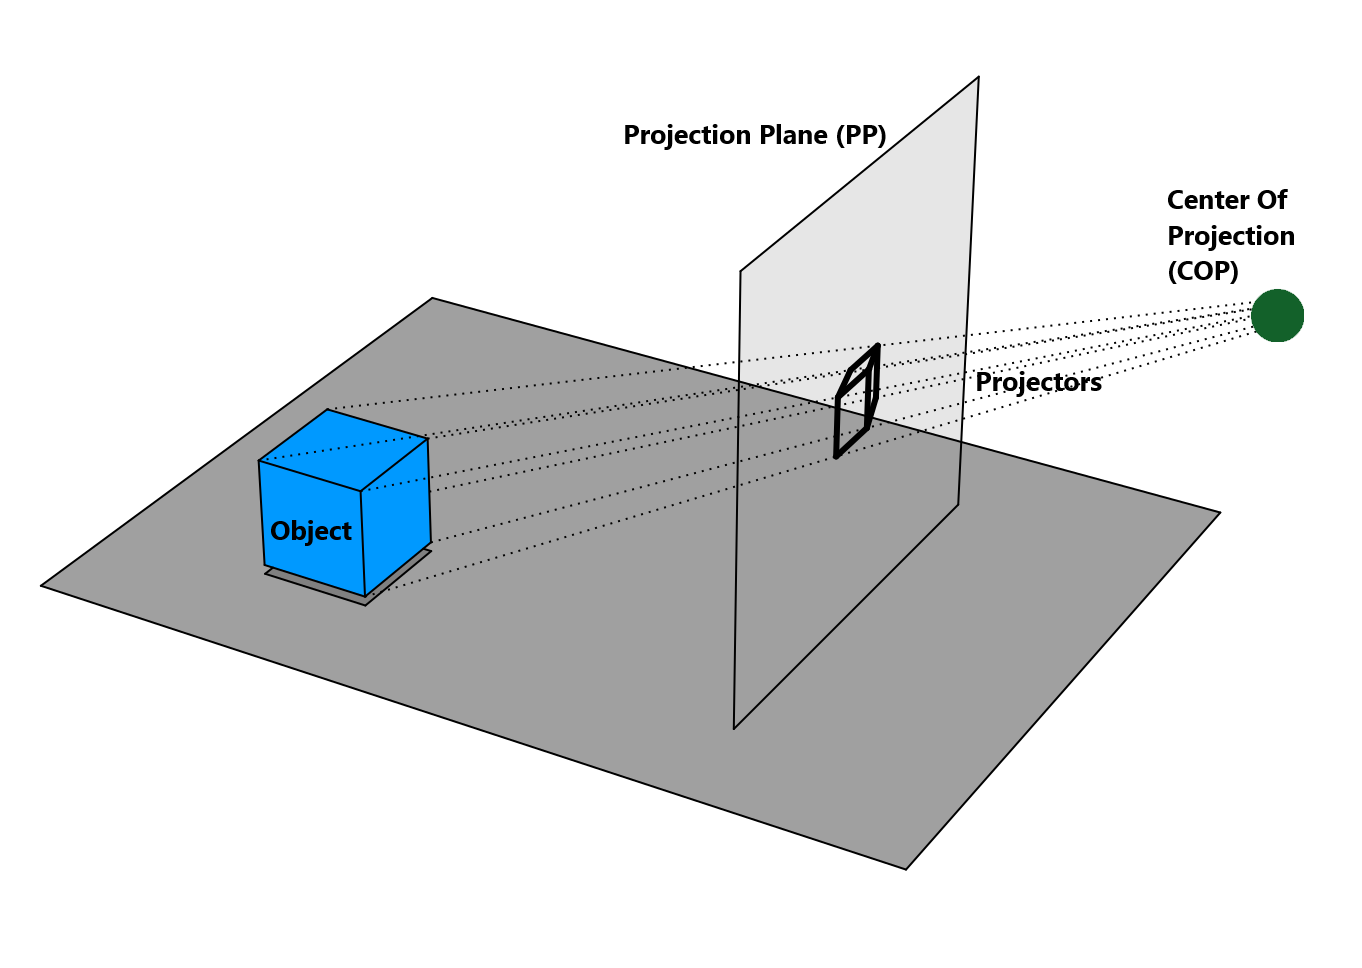 Projection Plane (PP)
Center Of
Projection
(COP)
Projectors
Object